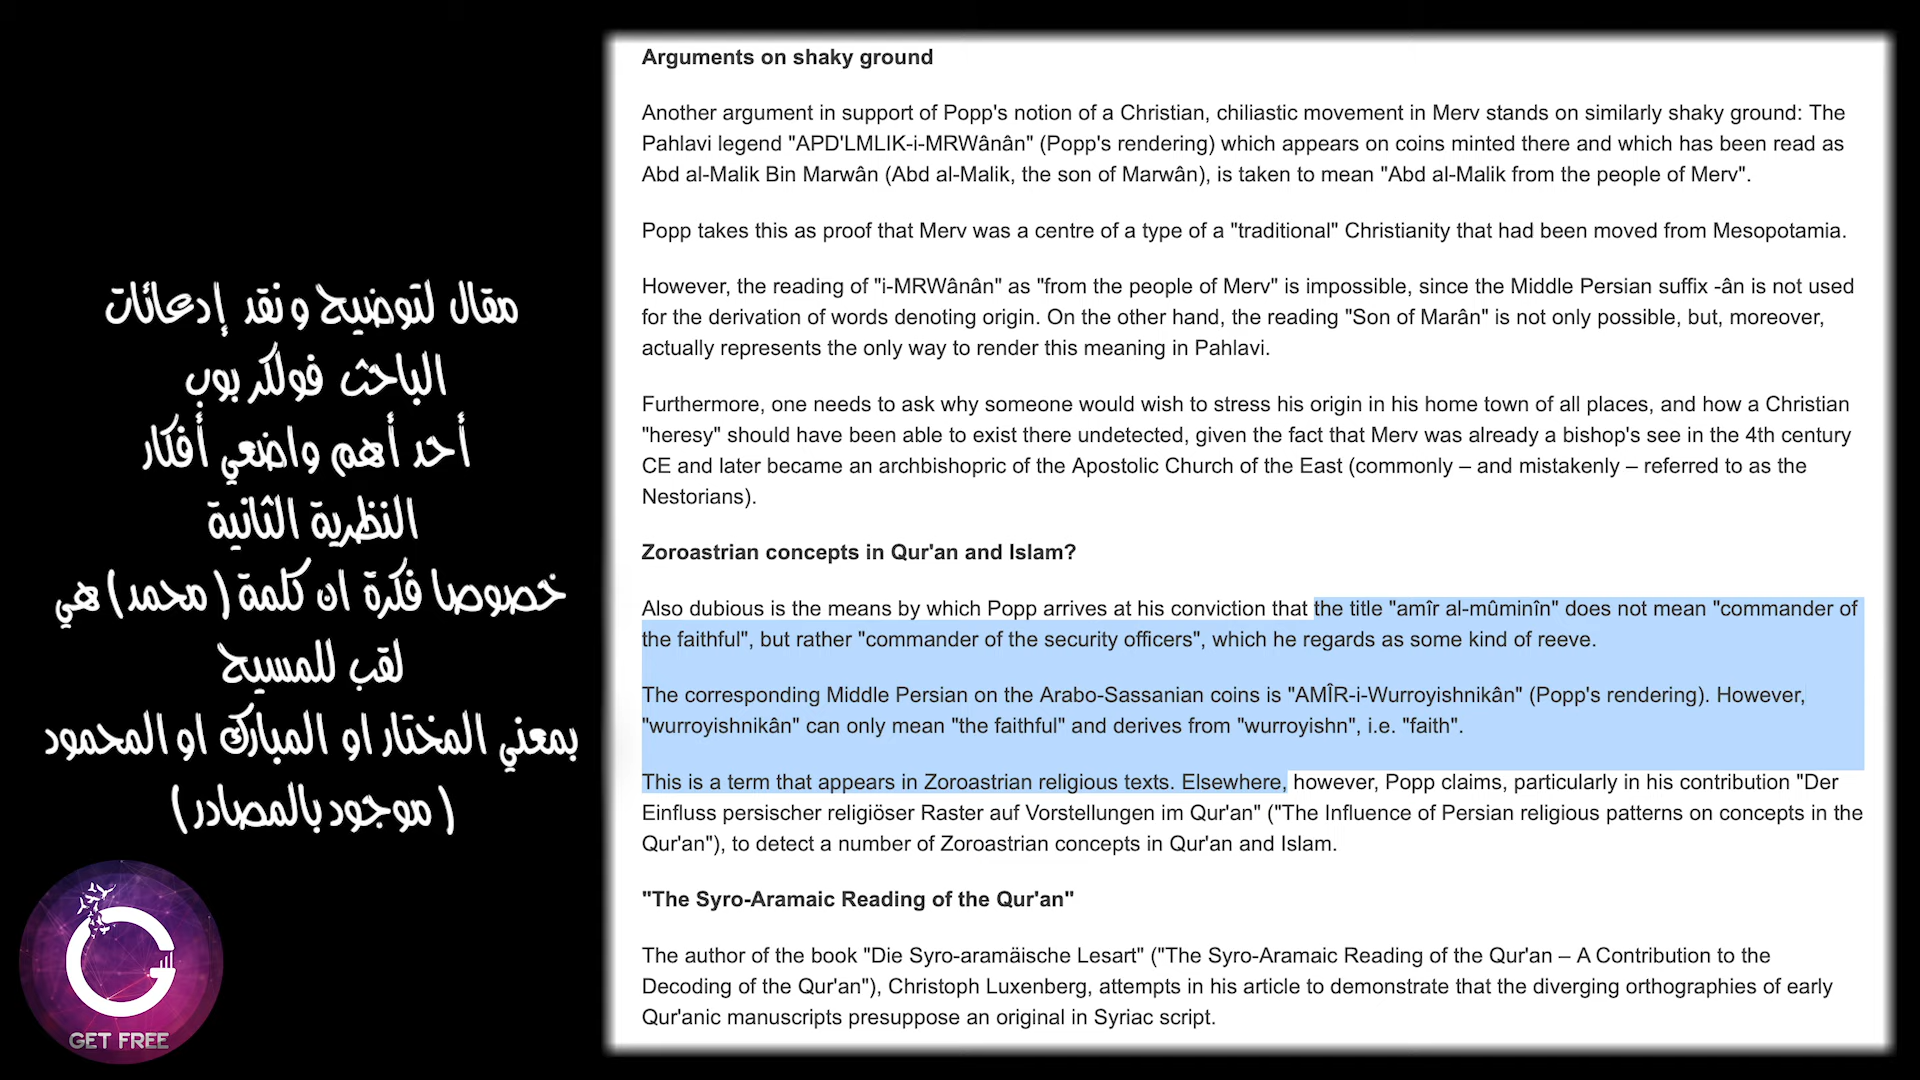 مقال لتوضيح ونقد إدعائات
الباحث فولكر بوب
أحد أهم واضعي أفكار
النظرية الثانية
خصوصا فكرة ان كلمة ( محمد ) هي
لقب للمسيح
بمعني المختار او المبارك او المحمود
( موجود بالمصادر )
GET FREE
Arguments on shaky ground
Another argument in support of Popp's notion of a Christian, chiliastic movement in Merv stands on similarly shaky ground: The
Pahlavi legend "APD'LMLIK-i-MRWânân" (Popp's rendering) which appears on coins minted there and which has been read as
Abd al-Malik Bin Marwân (Abd al-Malik, the son of Marwân), is taken to mean "Abd al-Malik from the people of Merv".
Popp takes this as proof that Merv was a centre of a type of a "traditional" Christianity that had been moved from Mesopotamia.
However, the reading of "i-MRWânân" as "from the people of Merv" is impossible, since the Middle Persian suffix -ân is not used
for the derivation of words denoting origin. On the other hand, the reading "Son of Marân" is not only possible, but, moreover,
actually represents the only way to render this meaning in Pahlavi.
Furthermore, one needs to ask why someone would wish to stress his origin in his home town of all places, and how a Christian
"heresy" should have been able to exist there undetected, given the fact that Merv was already a bishop's see in the 4th century
CE and later became an archbishopric of the Apostolic Church of the East (commonly – and mistakenly – referred to as the
Nestorians).
Zoroastrian concepts in Qur'an and Islam?
Also dubious is the means by which Popp arrives at his conviction that the title "amîr al-mûminîn" does not mean "commander of
the faithful", but rather "commander of the security officers", which he regards as some kind of reeve.
The corresponding Middle Persian on the Arabo-Sassanian coins is "AMÎR-i-Wurroyishnikân" (Popp's rendering). However,
"wurroyishnikân" can only mean "the faithful" and derives from "wurroyishn", i.e. "faith".
This is a term that appears in Zoroastrian religious texts. Elsewhere, however, Popp claims, particularly in his contribution "Der
Einfluss persischer religiöser Raster auf Vorstellungen im Qur'an" ("The Influence of Persian religious patterns on concepts in the
Qur'an"), to detect a number of Zoroastrian concepts in Qur'an and Islam.
"The Syro-Aramaic Reading of the Qur'an"
The author of the book "Die Syro-aramäische Lesart" ("The Syro-Aramaic Reading of the Qur'an – A Contribution to the
Decoding of the Qur'an"), Christoph Luxenberg, attempts in his article to demonstrate that the diverging orthographies of early
Qur'anic manuscripts presuppose an original in Syriac script.